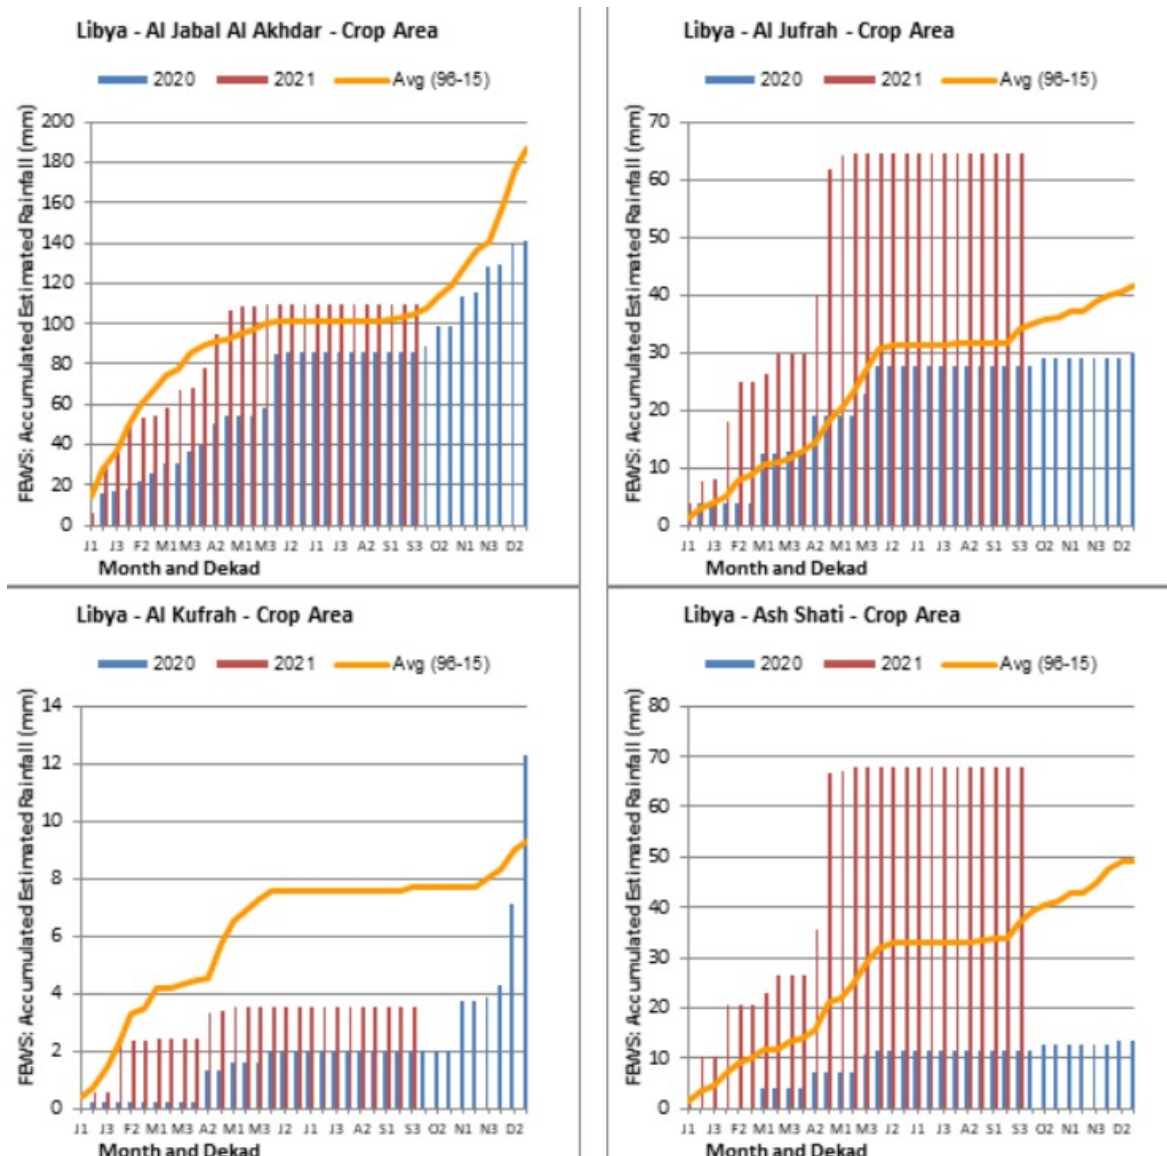 Libya - Al Jabal Al Akhdar - Crop Area
2020 2021 Avg (96-15)
FEWS: Accumulated Estimated Rainfall (mm)
200
180
160
140
120
100
80
60
40
20
0
J1 J3 F2 M1 M3 A2 M1 M3 J2 J1 J3 A2 S1 S3 O2 N1 N3 D2
Month and Dekad
Libya - Al Jufrah - Crop Area
2020 2021 Avg (96-15)
FEWS: Accumulated Estimated Rainfall (mm)
70
60
50
40
30
20
10
0
J1 J3 F2 M1 M3 A2 M1 M3 J2 J1 J3 A2 S1 S3 O2 N1 N3 D2
Month and Dekad
Libya - Al Kufrah - Crop Area
2020 2021 Avg (96-15)
FEWS: Accumulated Estimated Rainfall (mm)
14
12
10
8
6
4
2
0
J1 J3 F2 M1 M3 A2 M1 M3 J2 J1 J3 A2 S1 S3 O2 N1 N3 D2
Month and Dekad
Libya - Ash Shati - Crop Area
2020 2021 Avg (96-15)
FEWS: Accumulated Estimated Rainfall (mm)
80
70
60
50
40
30
20
10
0
J1 J3 F2 M1 M3 A2 M1 M3 J2 J1 J3 A2 S1 S3 O2 N1 N3 D2
Month and Dekad